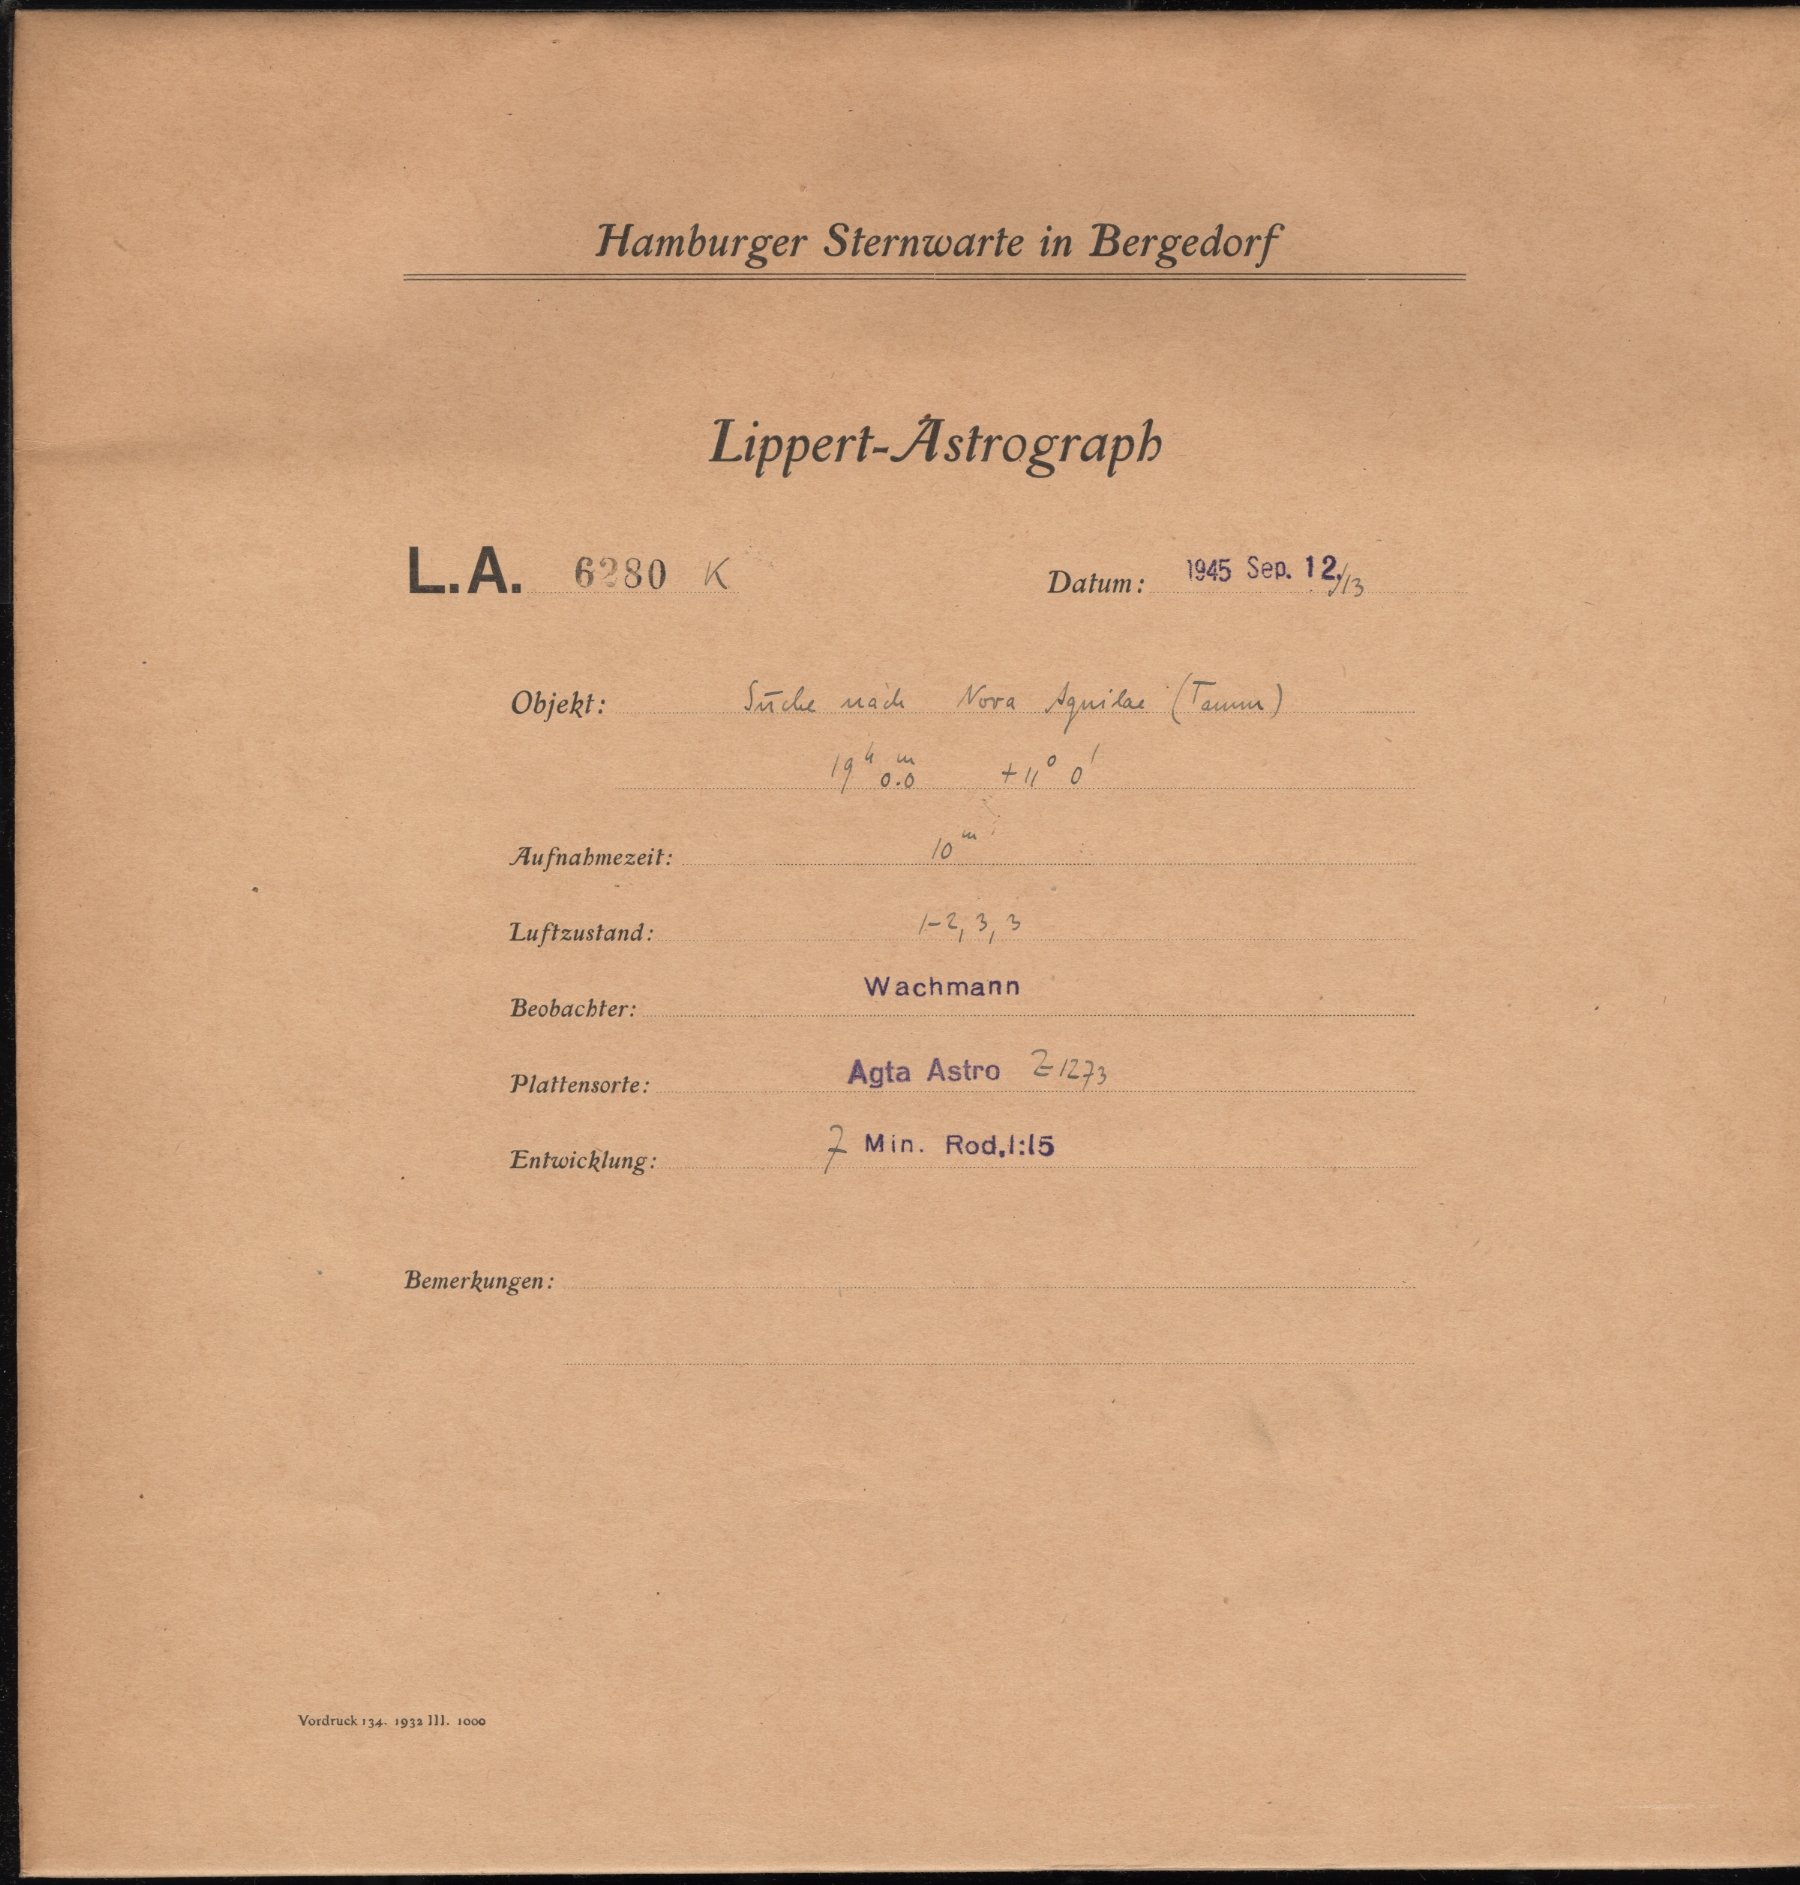 Hamburger Sternwarte in Bergedorf
Lippert-Astrograph
L.A. 6280 K Datum: 1945 Sep. 12./13
Objekt: Suche nach Nova Aquilae (Tamm)
19h 0.0m +11° 0'
Aufnahmezeit: 10m
Luftzustand: 1-2, 3, 3
Beobachter: Wachmann
Plattensorte: Agfa Astro Z 1273
Entwicklung: 7 Min. Rod. 1:15
Bemerkungen:
Vordruck 134. 1932 III. 1000